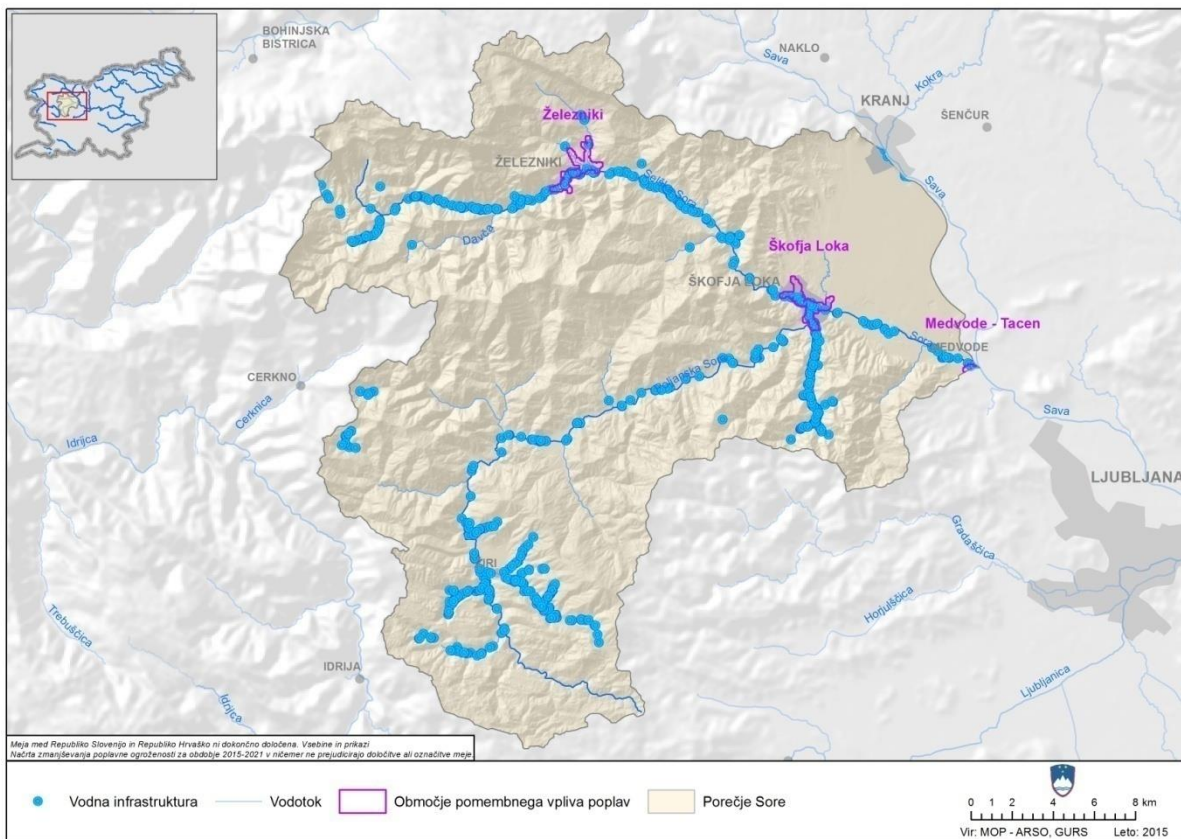 BOHINJSKA
BISTRICA
NAKLO
Sava
Kokra
KRANJ
ŠENČUR
Železniki
ŽELEZNIKI
Selška Sora
Sava
Davča
Škofja Loka
ŠKOFJA LOKA
Medvode - Tacen
Sora
MEDVODE
Poljanska Sora
CERKNO
Cerknica
Sava
Idrijca
LJUBLJANA
Gradaščica
ŽIRI
Horjulščica
Trebuščica
IDRIJA
Idrijca
Ljubljanica
Meja med Republiko Slovenijo in Republiko Hrvaško ni dokončno določena. Vsebine in prikazi
Načrta zmanjševanja poplavne ogroženosti za obdobje 2015-2021 v ničemer ne prejudicirajo določitve ali označitve meje.
Vodna infrastruktura
Vodotok
Območje pomembnega vpliva poplav
Porečje Sore
0 1 2 4 6 8 km
Vir: MOP - ARSO, GURS Leto: 2015